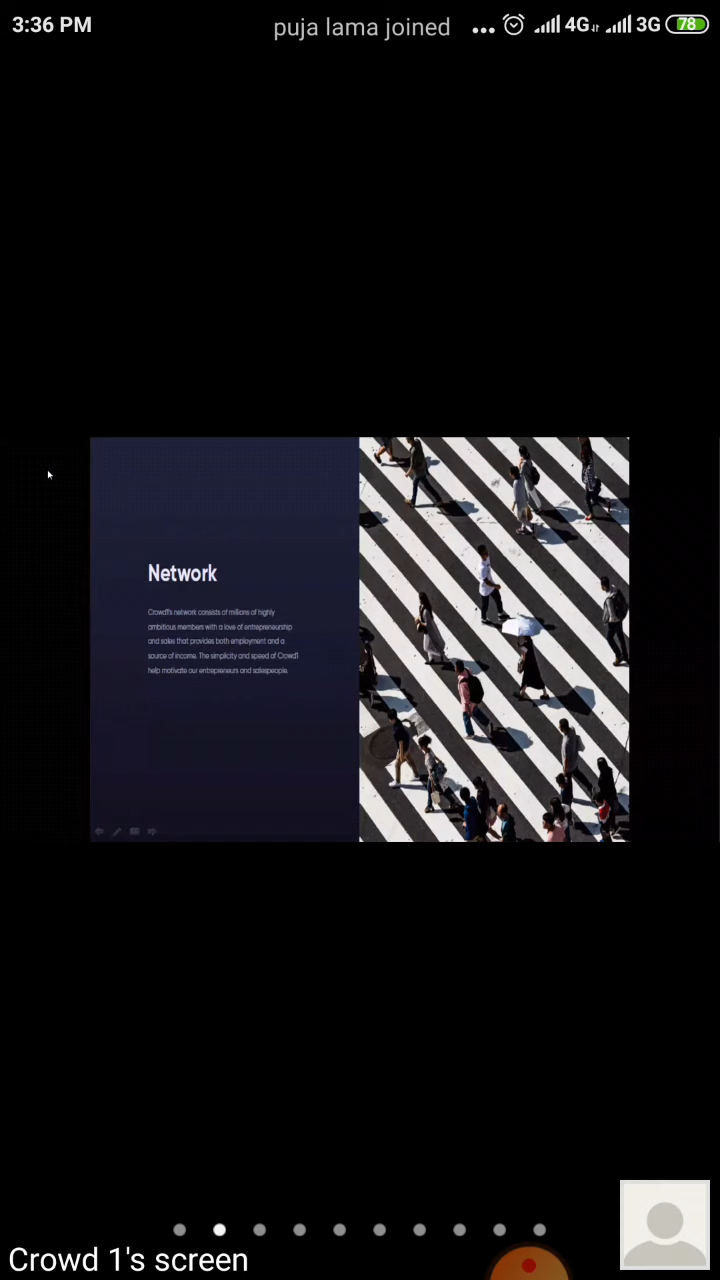 3:36 PM puja lama joined ... 4G 3G 78
Network
Crowd1's network consists of millions of highly
ambitious members with a love of entrepreneurship
and sales that provides both employment and a
source of income. The simplicity and speed of Crowd1
help motivate our entrepreneurs and salespeople.
Crowd 1's screen